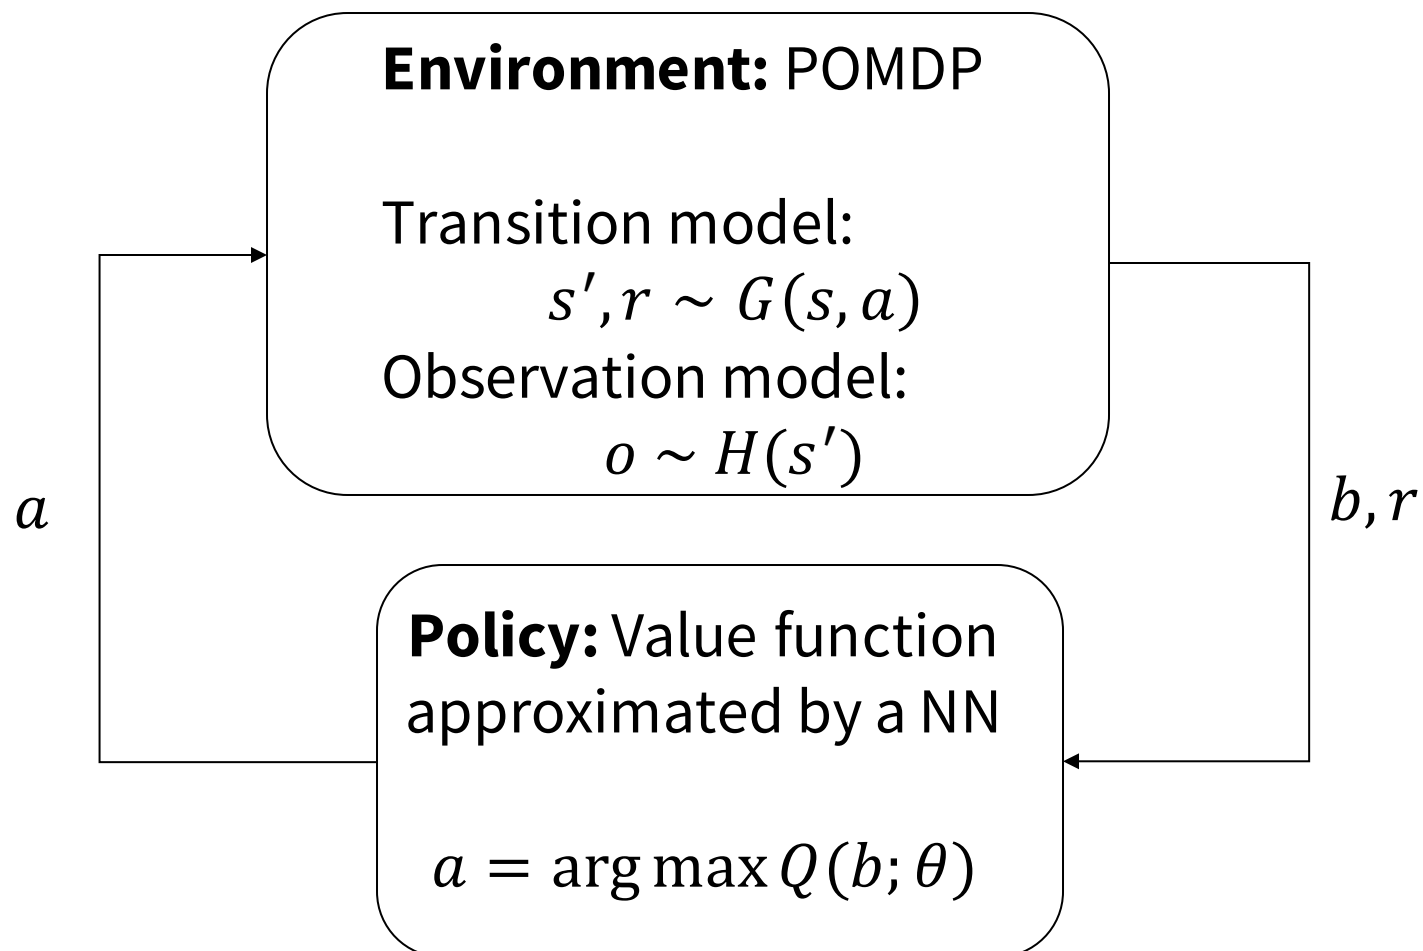 Environment: POMDP
Transition model:
s′, r ~ G(s, a)
Observation model:
o ~ H(s′)
a
b, r
Policy: Value function
approximated by a NN
a = arg max Q(b; θ)